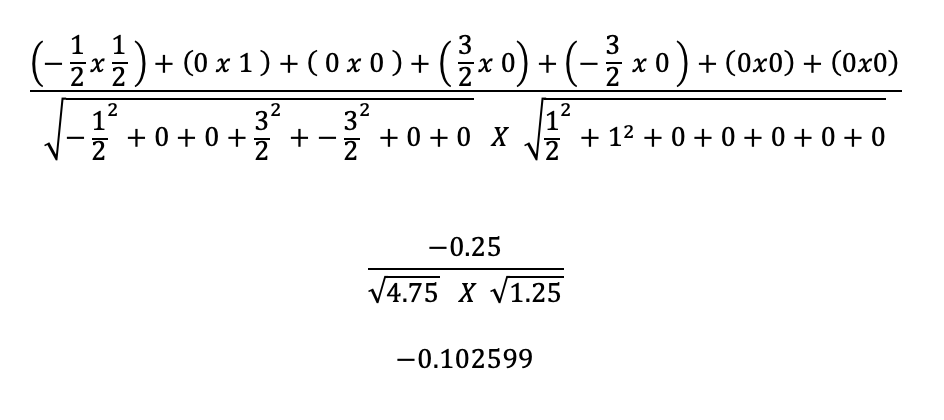 (−1/2 x 1/2) + (0 x 1) + (0 x 0) + (3/2 x 0) + (−3/2 x 0) + (0x0) + (0x0)
√(−1/2² + 0 + 0 + 3/2² + −3/2² + 0 + 0) X √(1/2² + 1² + 0 + 0 + 0 + 0 + 0)
−0.25
√4.75 X √1.25
−0.102599